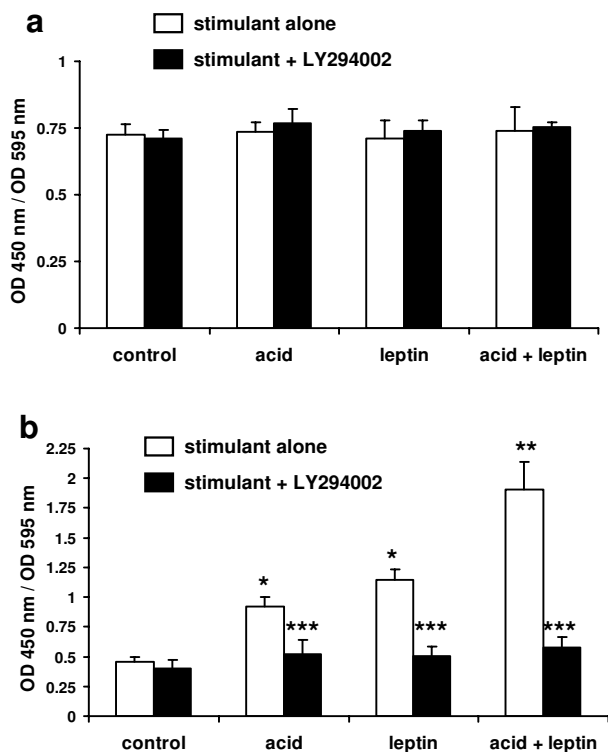 a
stimulant alone
stimulant + LY294002
OD 450 nm / OD 595 nm
1
0.75
0.5
0.25
0
control acid leptin acid + leptin
b
stimulant alone
stimulant + LY294002
OD 450 nm / OD 595 nm
2.25
2
1.75
1.5
1.25
1
0.75
0.5
0.25
0
**
*
*
***
***
***
control acid leptin acid + leptin